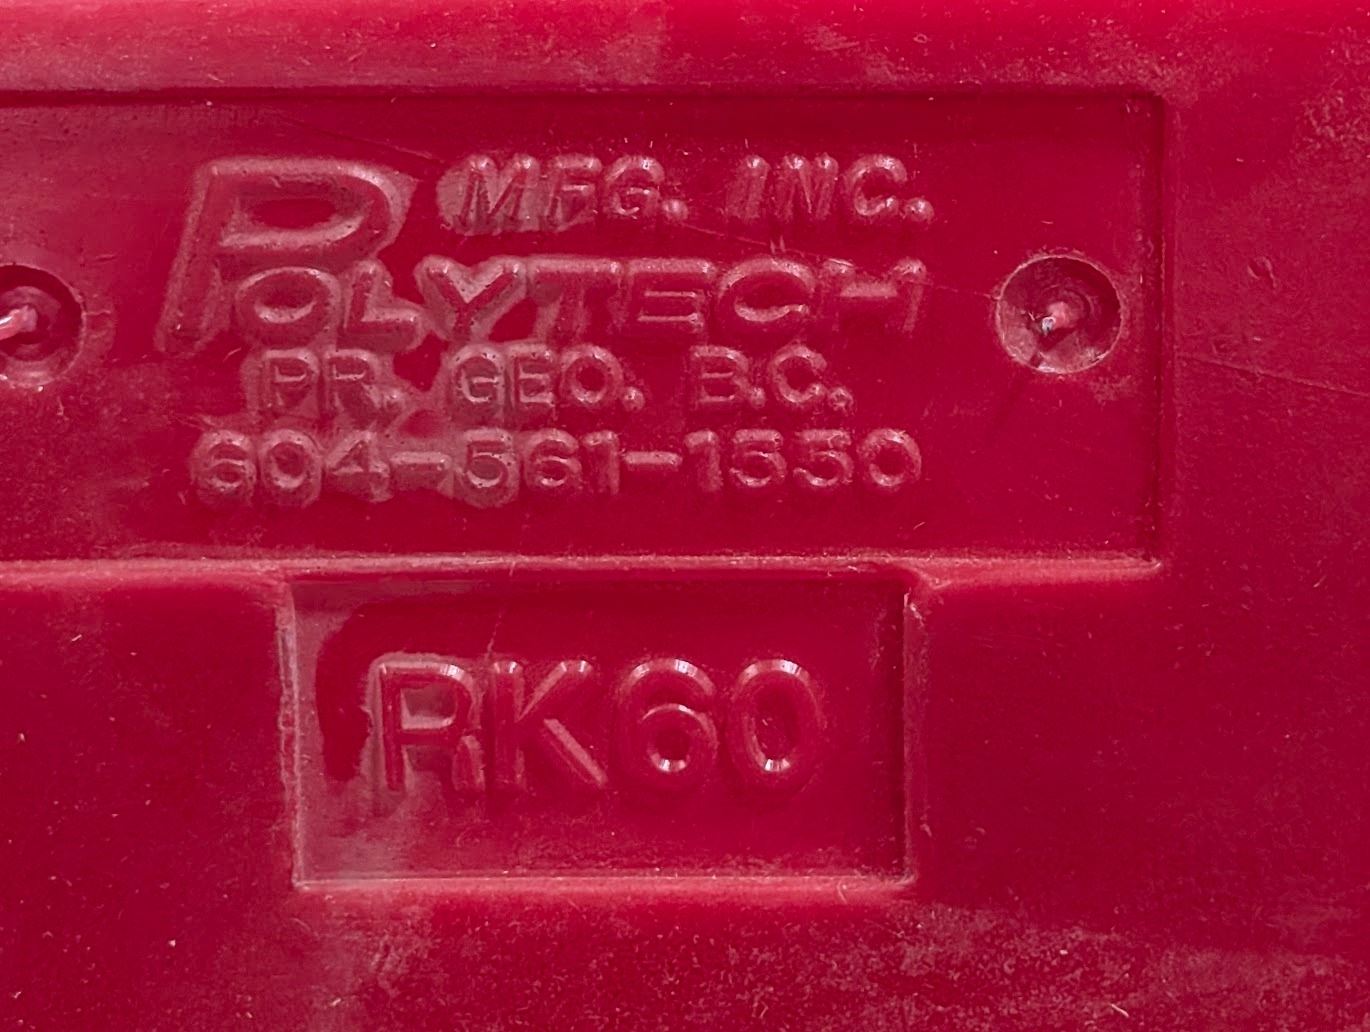 MFG. INC.
POLYTECH
PR. GEO. B.C.
604-561-1550
RK60